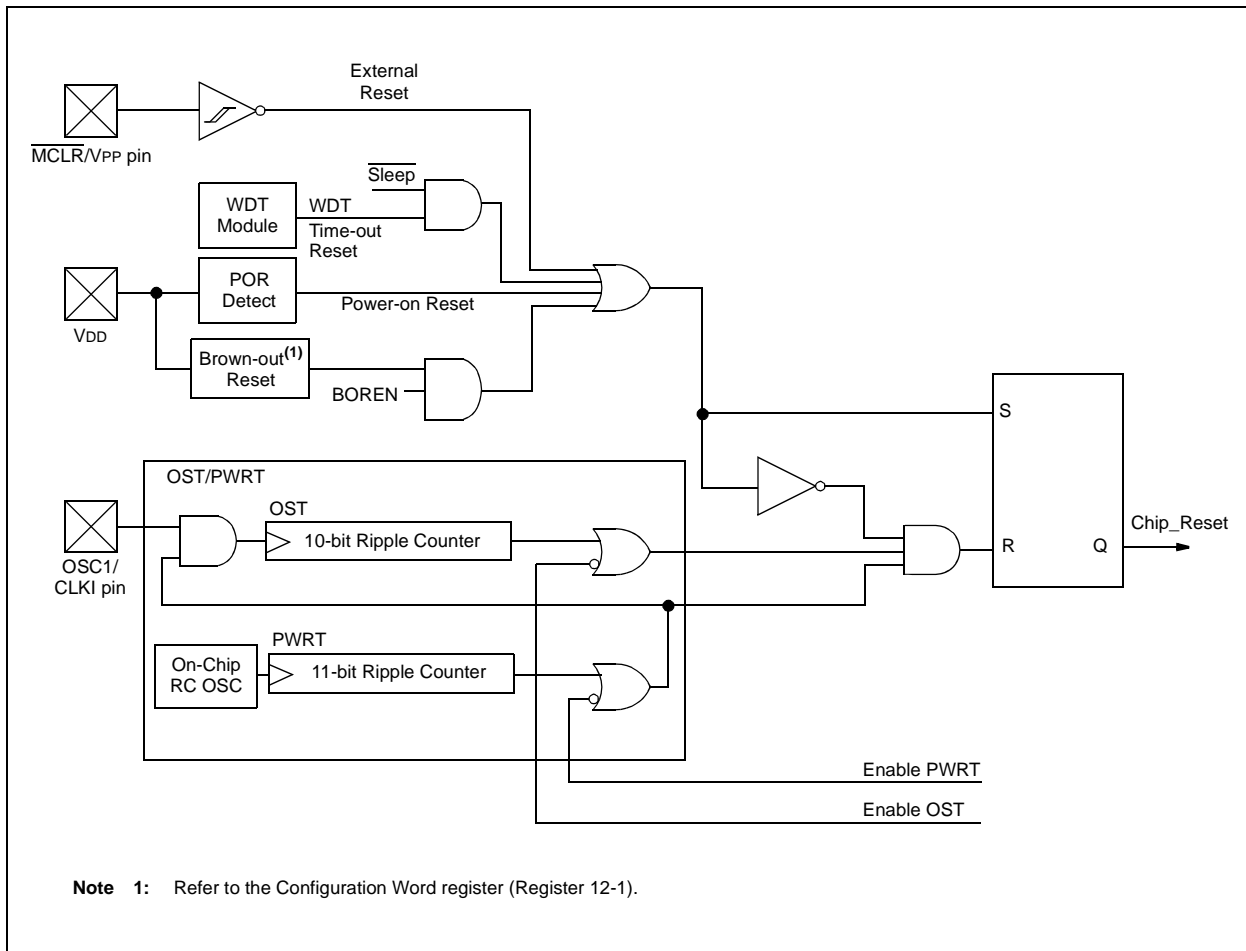 External
Reset
M̅C̅L̅R̅/VPP pin
S̅l̅e̅e̅p̅
WDT
Module
WDT
Time-out
Reset
POR
Detect
Power-on Reset
VDD
Brown-out(1)
Reset
BOREN
S
OST/PWRT
OST
10-bit Ripple Counter
OSC1/
CLKI pin
Chip_Reset
R
Q
PWRT
On-Chip
RC OSC
11-bit Ripple Counter
Enable PWRT
Enable OST
Note 1: Refer to the Configuration Word register (Register 12-1).